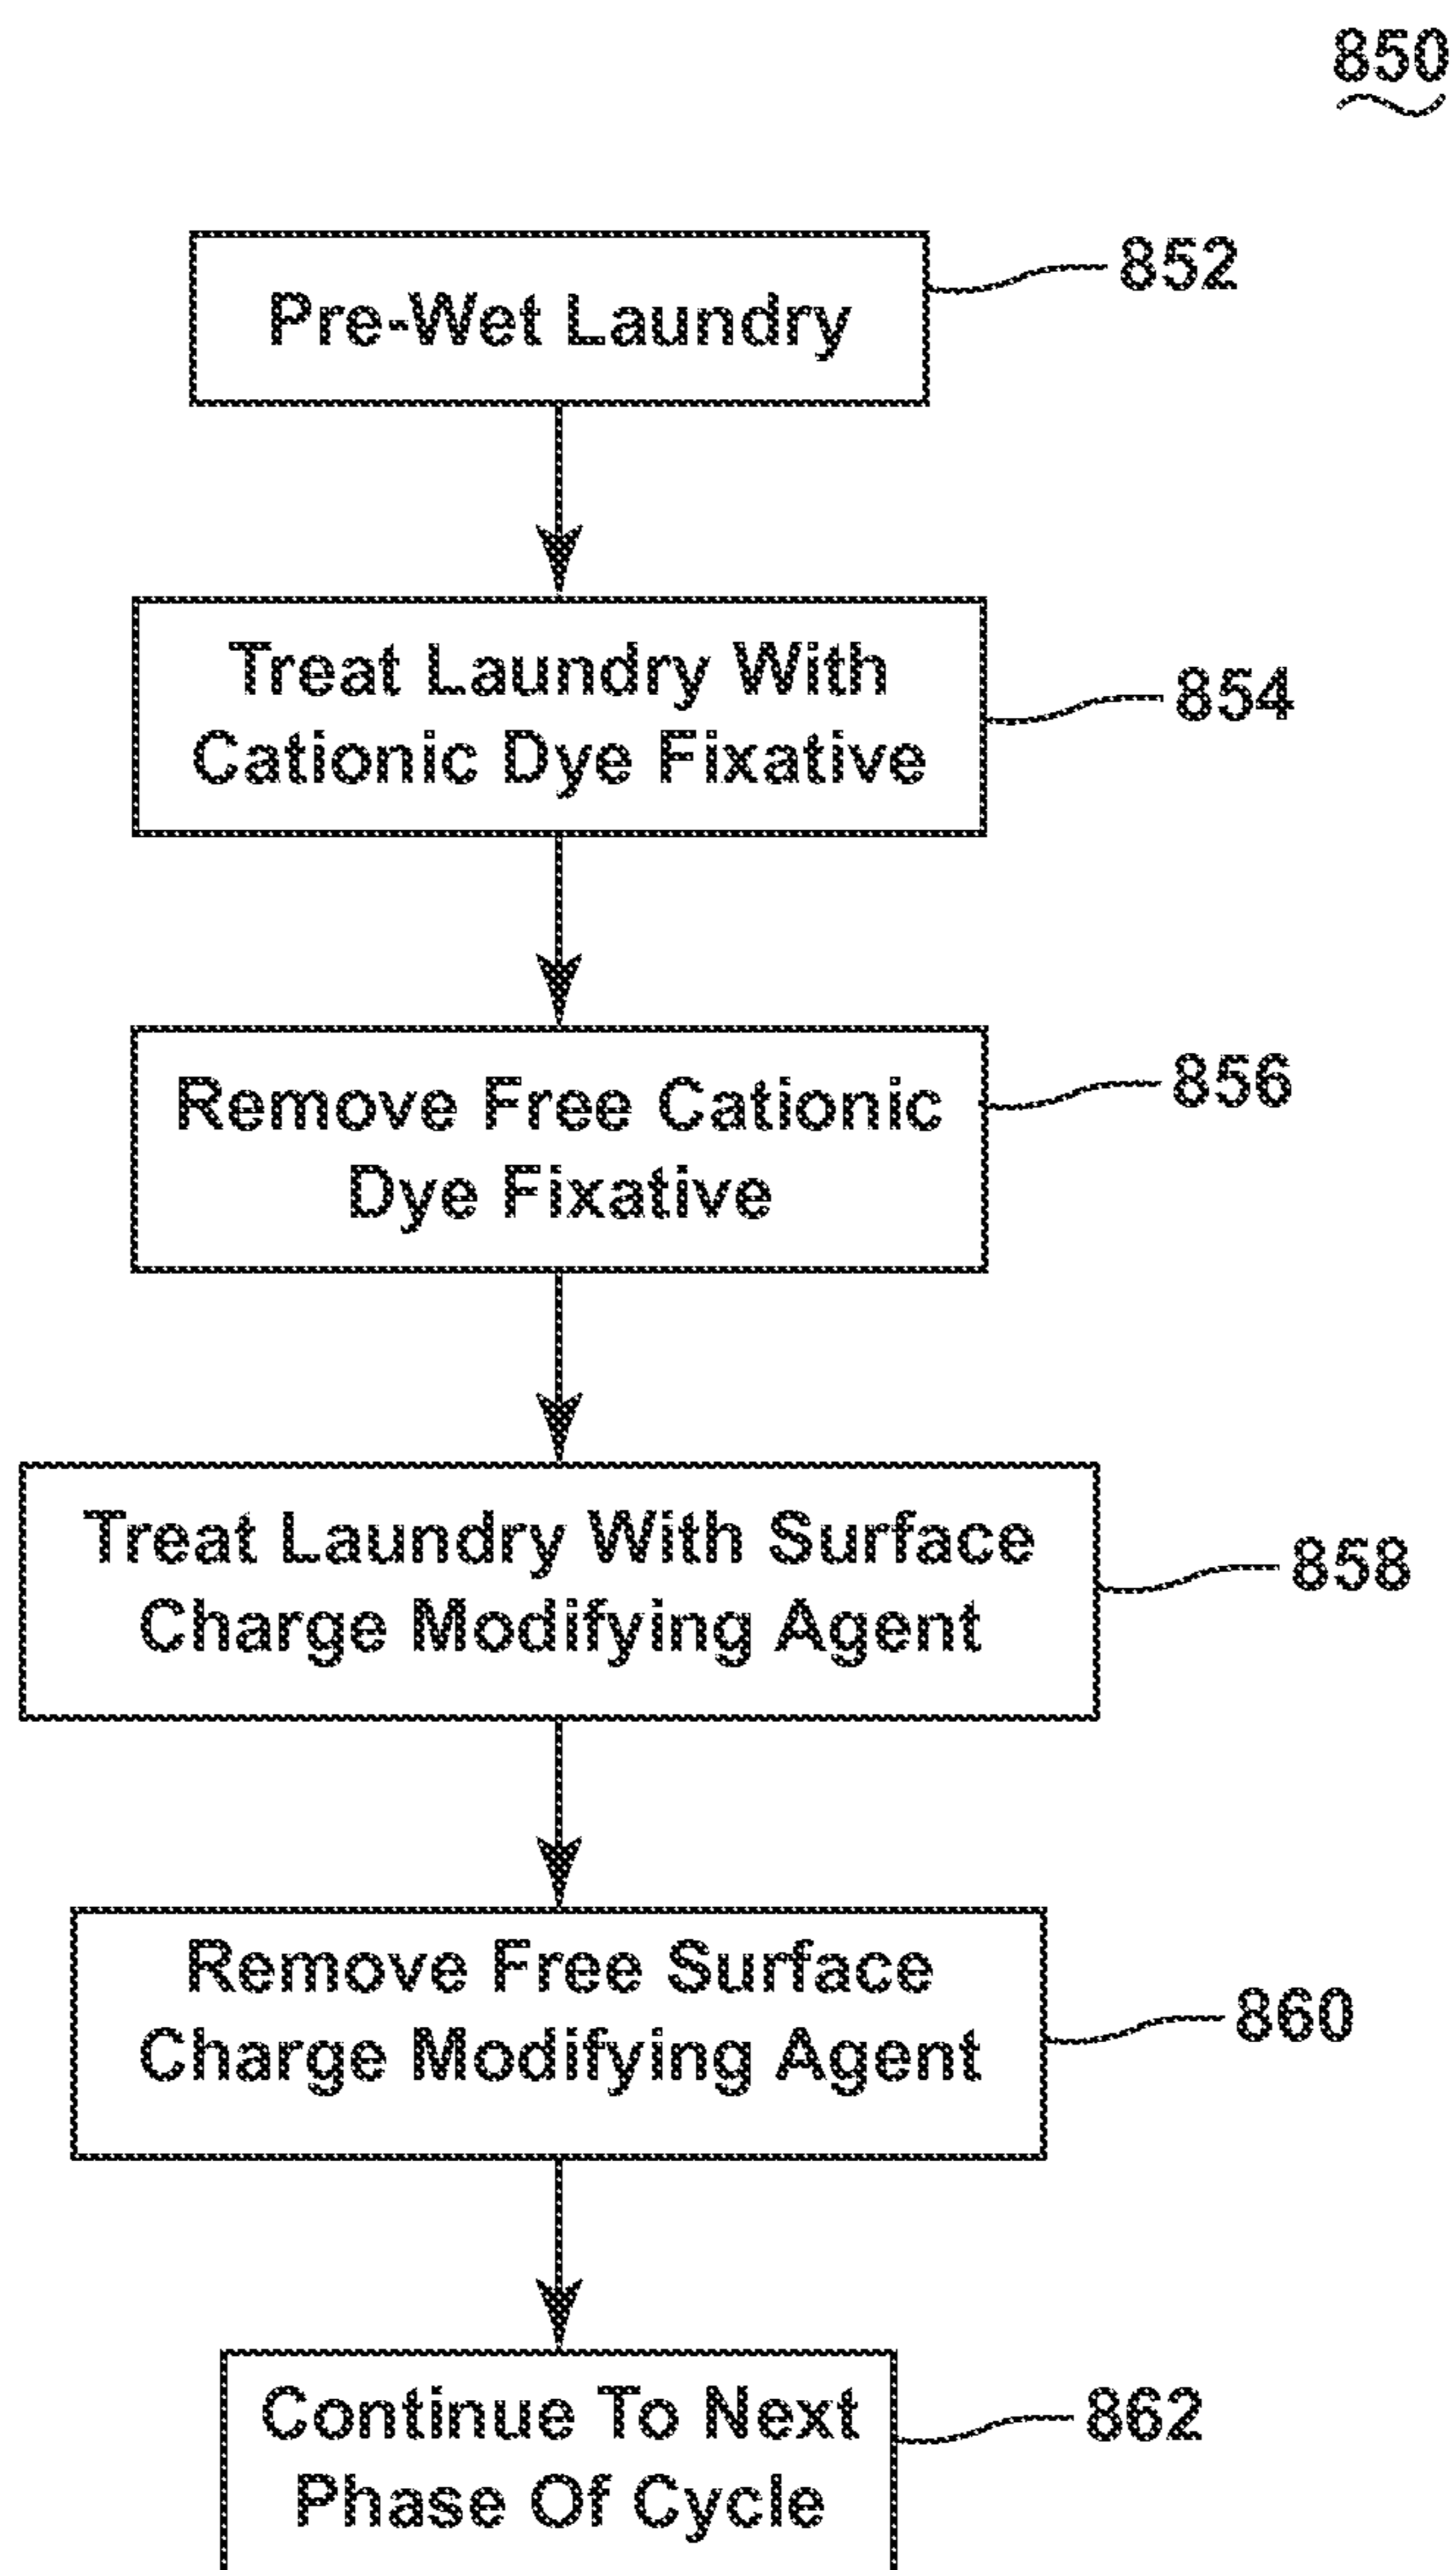 850
Pre-Wet Laundry
852
Treat Laundry With
Cationic Dye Fixative
854
Remove Free Cationic
Dye Fixative
856
Treat Laundry With Surface
Charge Modifying Agent
858
Remove Free Surface
Charge Modifying Agent
860
Continue To Next
Phase Of Cycle
862